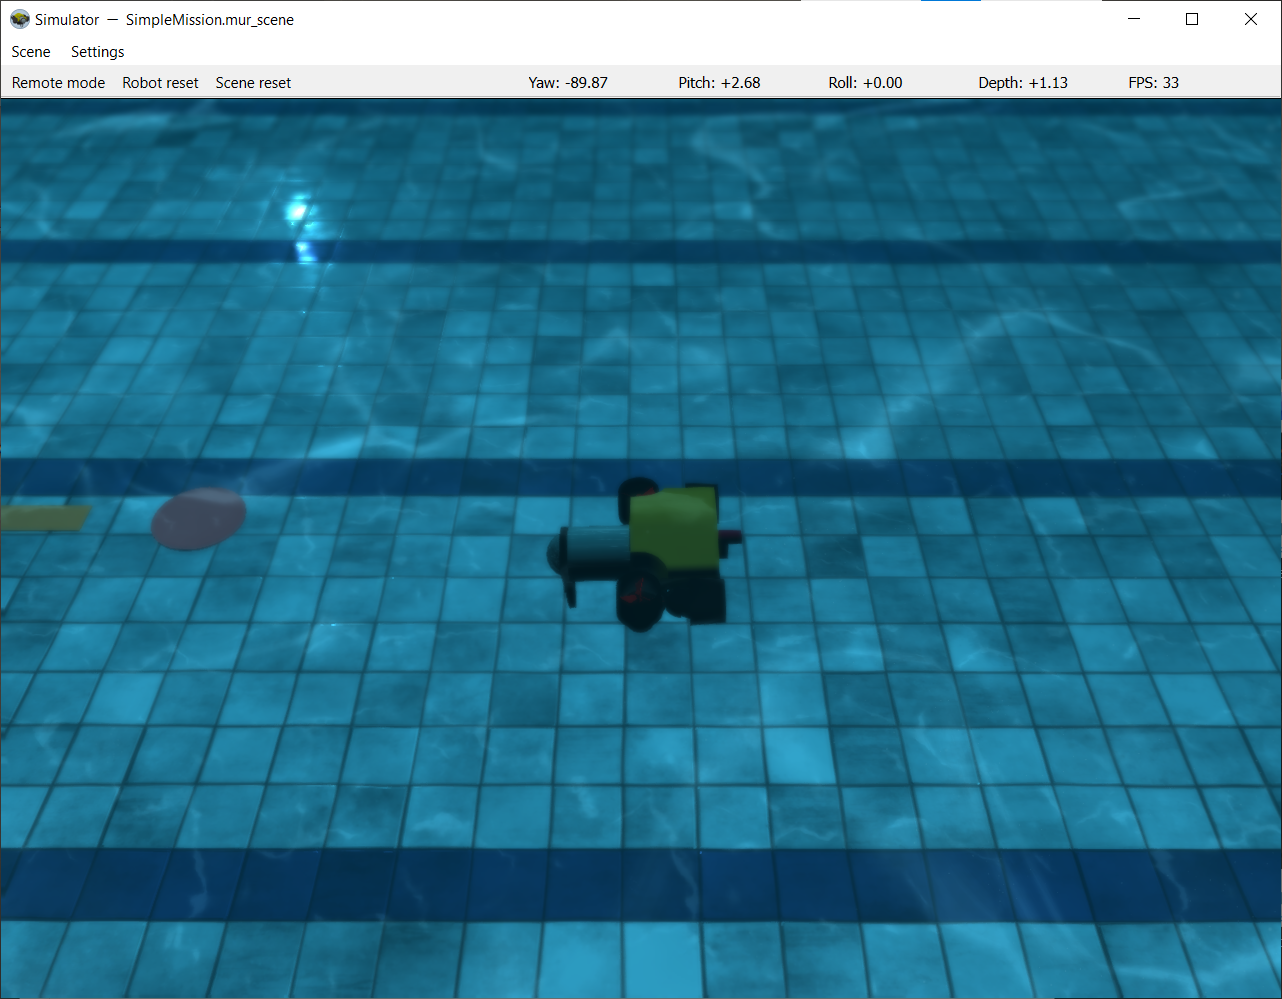 Simulator — SimpleMission.mur_scene
Scene Settings
Remote mode Robot reset Scene reset Yaw: -89.87 Pitch: +2.68 Roll: +0.00 Depth: +1.13 FPS: 33